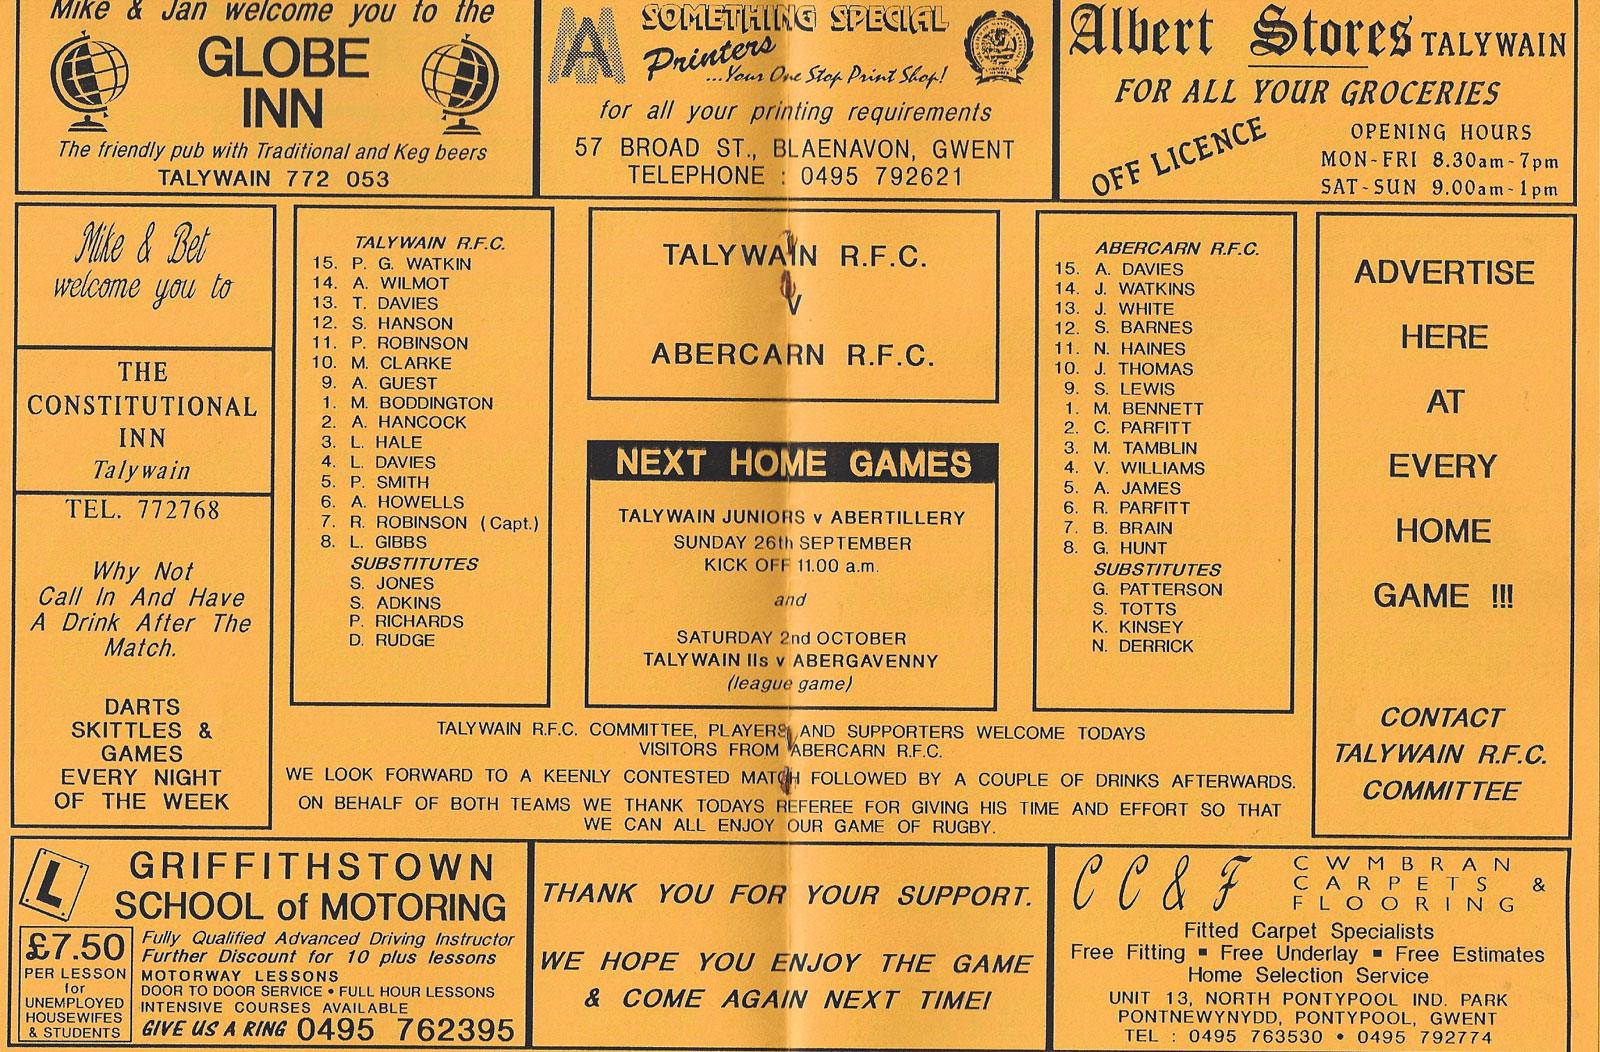 Mike & Jan welcome you to the
GLOBE
INN
The friendly pub with Traditional and Keg beers
TALYWAIN 772 053
SOMETHING SPECIAL
Printers
...Your One Stop Print Shop!
for all your printing requirements
57 BROAD ST., BLAENAVON, GWENT
TELEPHONE : 0495 792621
Albert Stores TALYWAIN
FOR ALL YOUR GROCERIES
OFF LICENCE
OPENING HOURS
MON-FRI 8.30am-7pm
SAT-SUN 9.00am-1pm
Mike & Bet
welcome you to
THE
CONSTITUTIONAL
INN
Talywain
TEL. 772768
Why Not
Call In And Have
A Drink After The
Match.
DARTS
SKITTLES &
GAMES
EVERY NIGHT
OF THE WEEK
TALYWAIN R.F.C.
15. P. G. WATKIN
14. A. WILMOT
13. T. DAVIES
12. S. HANSON
11. P. ROBINSON
10. M. CLARKE
9. A. GUEST
1. M. BODDINGTON
2. A. HANCOCK
3. L. HALE
4. L. DAVIES
5. P. SMITH
6. A. HOWELLS
7. R. ROBINSON (Capt.)
8. L. GIBBS
SUBSTITUTES
S. JONES
S. ADKINS
P. RICHARDS
D. RUDGE
TALYWAIN R.F.C.
V
ABERCARN R.F.C.
NEXT HOME GAMES
TALYWAIN JUNIORS v ABERTILLERY
SUNDAY 26th SEPTEMBER
KICK OFF 11.00 a.m.
and
SATURDAY 2nd OCTOBER
TALYWAIN IIs v ABERGAVENNY
(league game)
ABERCARN R.F.C.
15. A. DAVIES
14. J. WATKINS
13. J. WHITE
12. S. BARNES
11. N. HAINES
10. J. THOMAS
9. S. LEWIS
1. M. BENNETT
2. C. PARFITT
3. M. TAMBLIN
4. V. WILLIAMS
5. A. JAMES
6. R. PARFITT
7. B. BRAIN
8. G. HUNT
SUBSTITUTES
G. PATTERSON
S. TOTTS
K. KINSEY
N. DERRICK
ADVERTISE
HERE
AT
EVERY
HOME
GAME !!!
CONTACT
TALYWAIN R.F.C.
COMMITTEE
TALYWAIN R.F.C. COMMITTEE, PLAYERS AND SUPPORTERS WELCOME TODAYS
VISITORS FROM ABERCARN R.F.C.
WE LOOK FORWARD TO A KEENLY CONTESTED MATCH FOLLOWED BY A COUPLE OF DRINKS AFTERWARDS.
ON BEHALF OF BOTH TEAMS WE THANK TODAYS REFEREE FOR GIVING HIS TIME AND EFFORT SO THAT
WE CAN ALL ENJOY OUR GAME OF RUGBY.
L
GRIFFITHSTOWN
SCHOOL of MOTORING
£7.50
PER LESSON
for
UNEMPLOYED
HOUSEWIFES
& STUDENTS
Fully Qualified Advanced Driving Instructor
Further Discount for 10 plus lessons
MOTORWAY LESSONS
DOOR TO DOOR SERVICE • FULL HOUR LESSONS
INTENSIVE COURSES AVAILABLE
GIVE US A RING 0495 762395
THANK YOU FOR YOUR SUPPORT.
WE HOPE YOU ENJOY THE GAME
& COME AGAIN NEXT TIME!
C C & F
CWMBRAN
CARPETS &
FLOORING
Fitted Carpet Specialists
Free Fitting ▪ Free Underlay ▪ Free Estimates
Home Selection Service
UNIT 13, NORTH PONTYPOOL IND. PARK
PONTNEWYNYDD, PONTYPOOL, GWENT
TEL : 0495 763530 • 0495 792774